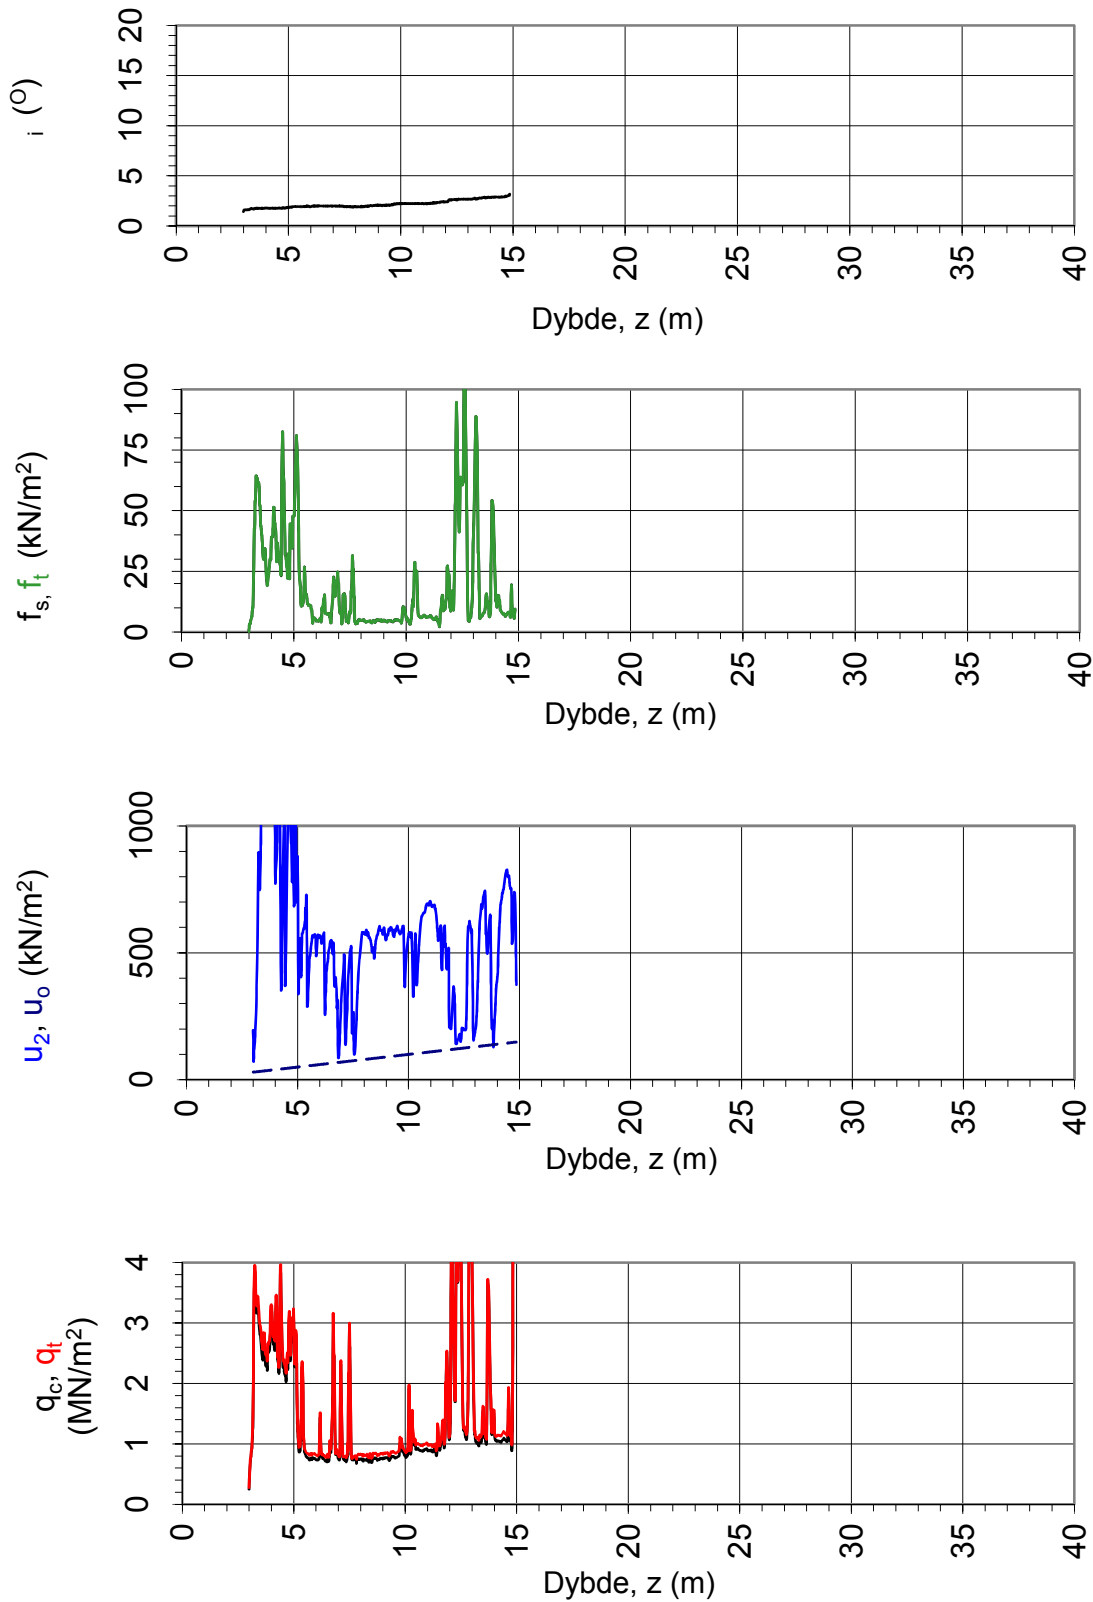 i (O)
20
15
10
5
0
0 5 10 15 20 25 30 35 40
Dybde, z (m)
fs, ft (kN/m2)
100
75
50
25
0
0 5 10 15 20 25 30 35 40
Dybde, z (m)
u2, uo (kN/m2)
1000
500
0
0 5 10 15 20 25 30 35 40
Dybde, z (m)
qc, qt
(MN/m2)
4
3
2
1
0
0 5 10 15 20 25 30 35 40
Dybde, z (m)